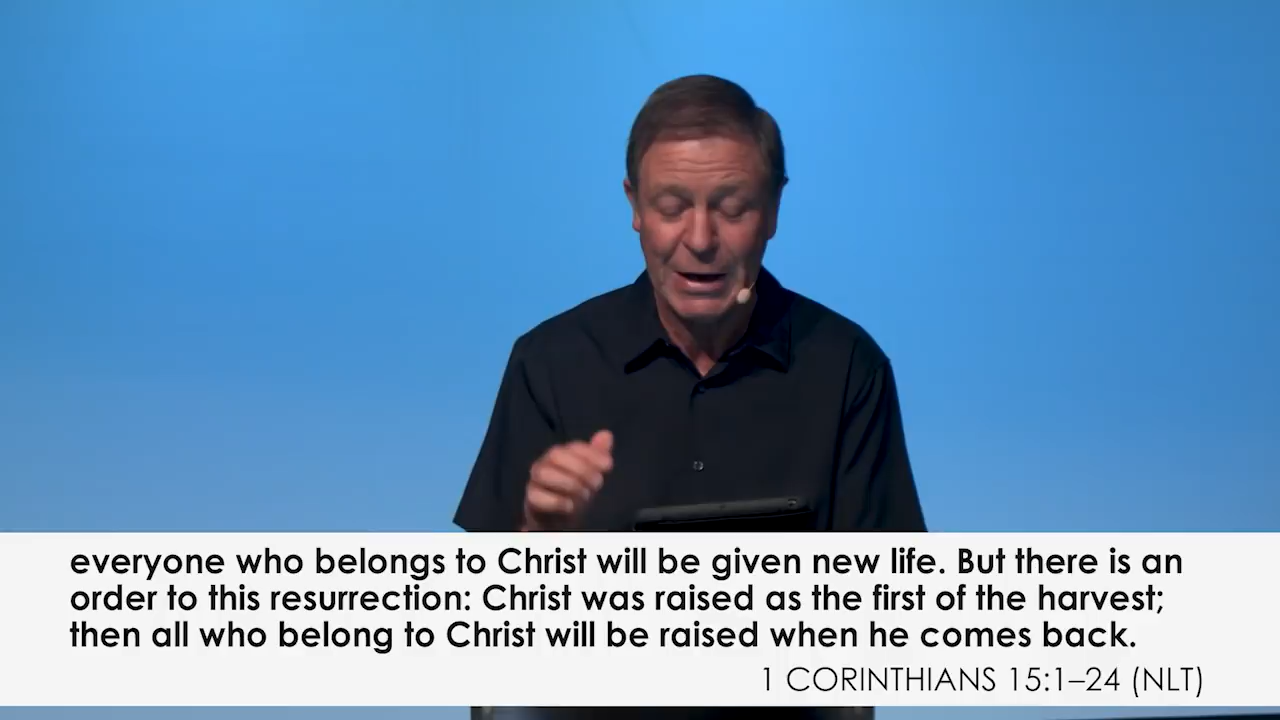 everyone who belongs to Christ will be given new life. But there is an
order to this resurrection: Christ was raised as the first of the harvest;
then all who belong to Christ will be raised when he comes back.
1 CORINTHIANS 15:1–24 (NLT)